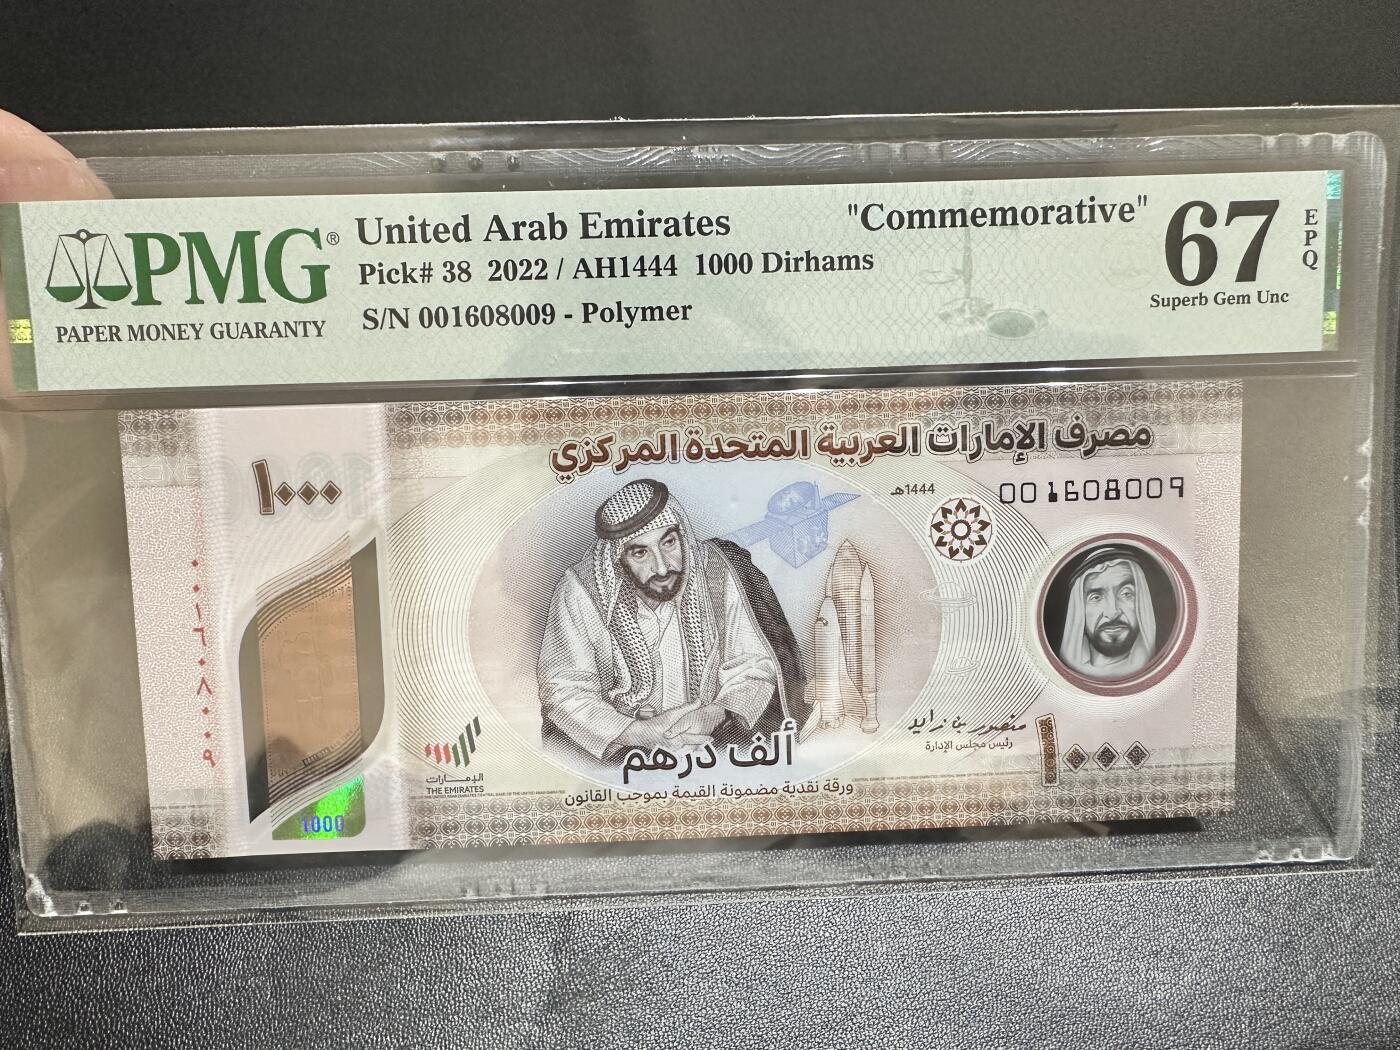 PMG®
PAPER MONEY GUARANTY
United Arab Emirates "Commemorative"
Pick# 38 2022 / AH1444 1000 Dirhams
S/N 001608009 - Polymer
67
EPQ
Superb Gem Unc
مصرف الإمارات العربية المتحدة المركزي
١٠٠٠
1444هـ
001608009
٠٠١٦٠٨٠٠٩
منصور بن زايد
رئيس مجلس الإدارة
١٠٠٠
ألف درهم
ورقة نقدية مضمونة القيمة بموجب القانون
الإمارات
THE EMIRATES
1000